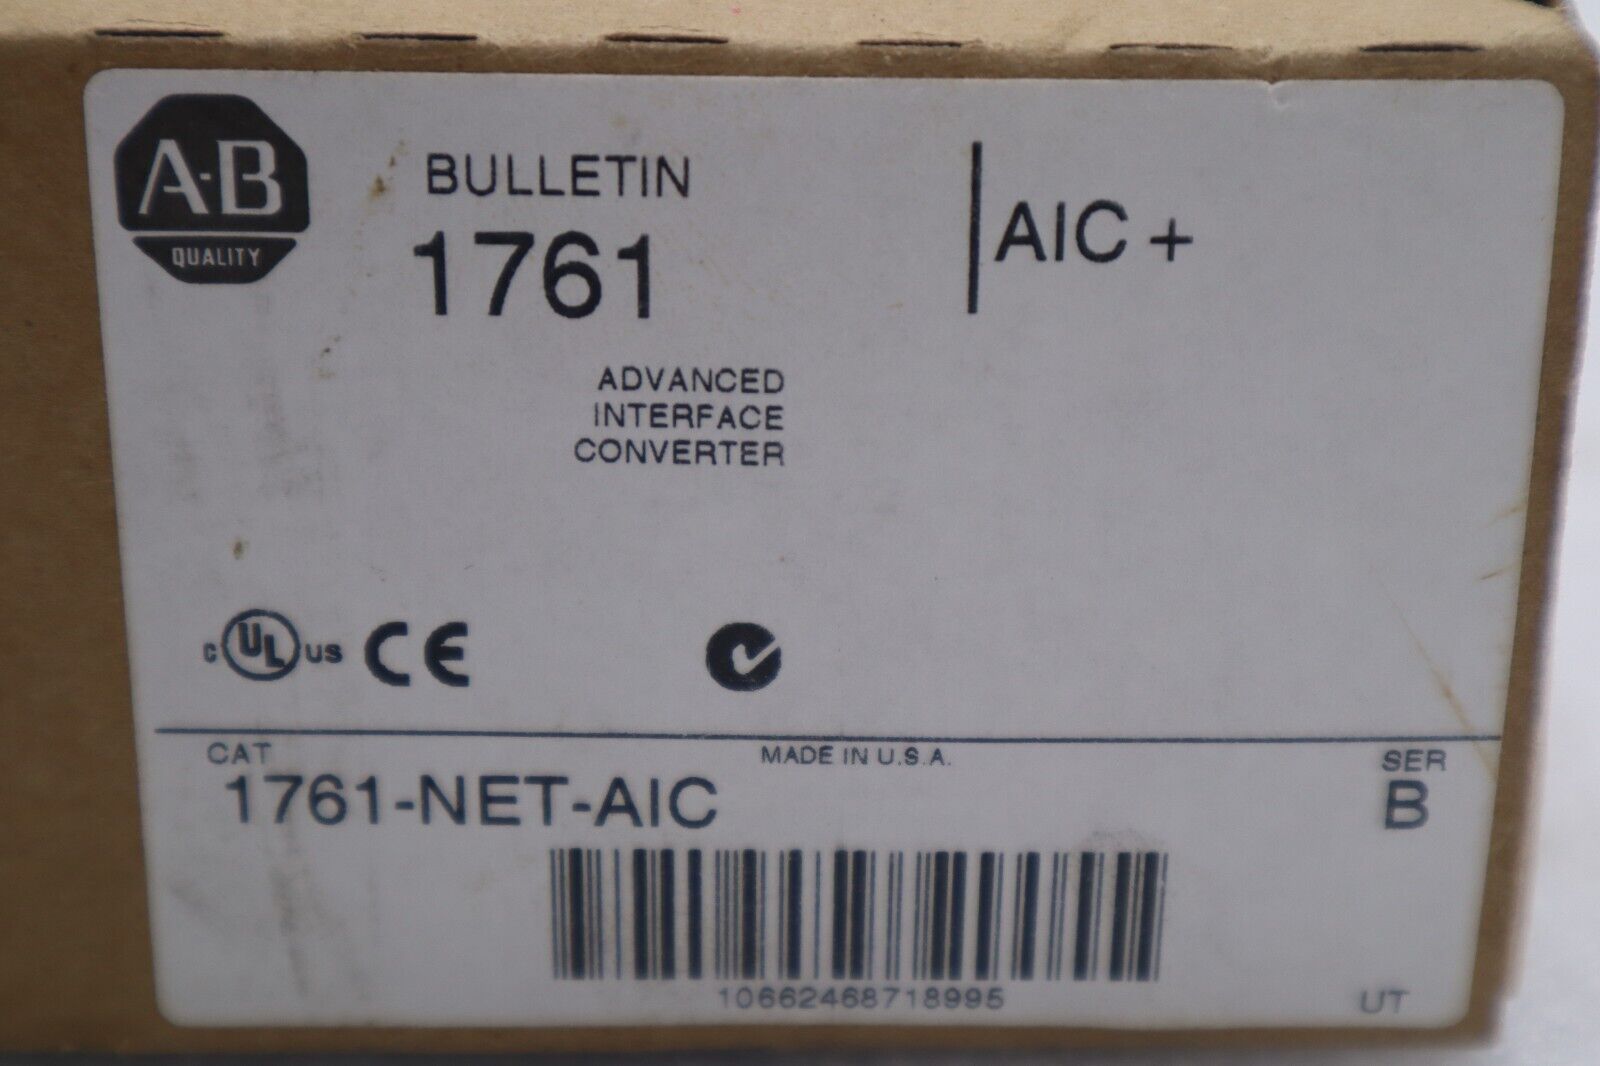 A-B
QUALITY
BULLETIN
1761
AIC +
ADVANCED
INTERFACE
CONVERTER
C UL US CE
CAT
MADE IN U.S.A.
SER
1761-NET-AIC
B
10662468718995
UT